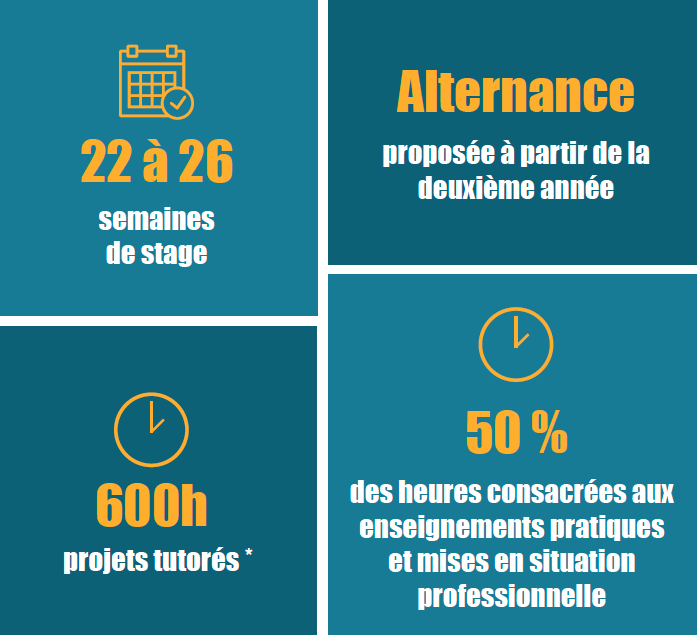 22 à 26
semaines
de stage
Alternance
proposée à partir de la
deuxième année
600h
projets tutorés *
50 %
des heures consacrées aux
enseignements pratiques
et mises en situation
professionnelle